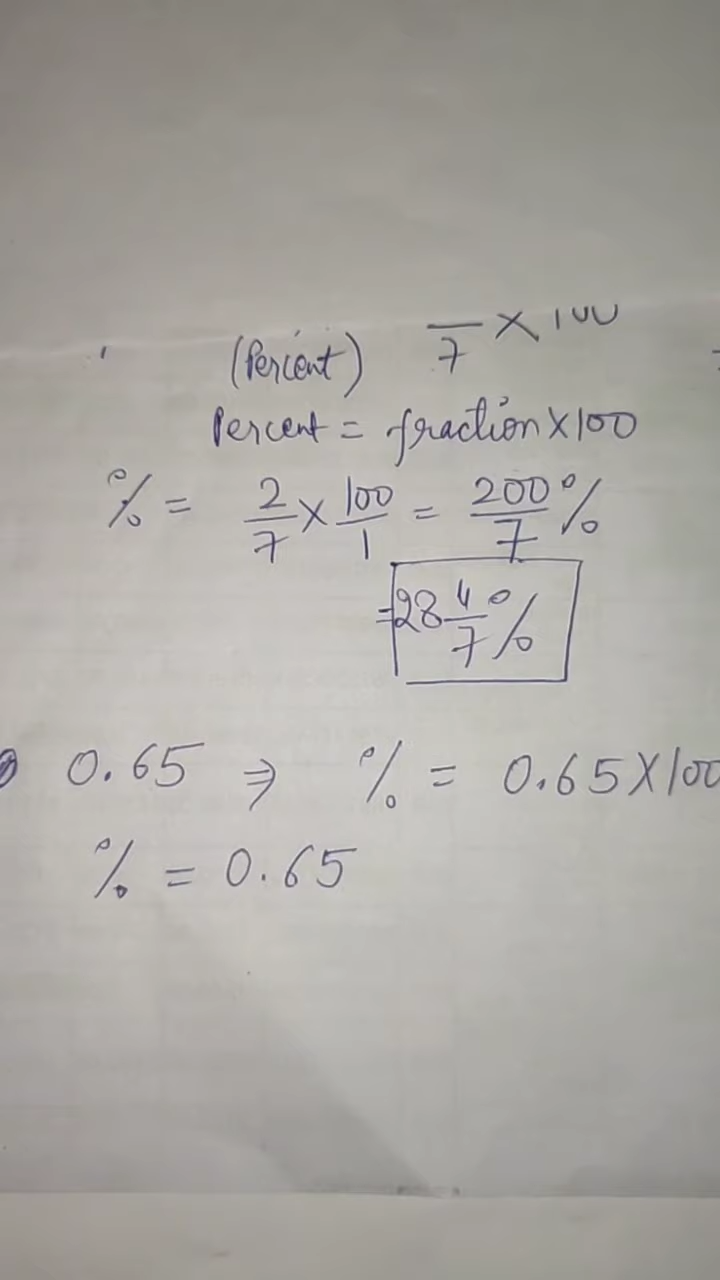 /7 × 100
(Percent)
Percent = fraction × 100
% = 2/7 × 100/1 = 200/7 %
= 28 4/7 %
0.65 ⇒ % = 0.65 × 100
% = 0.65